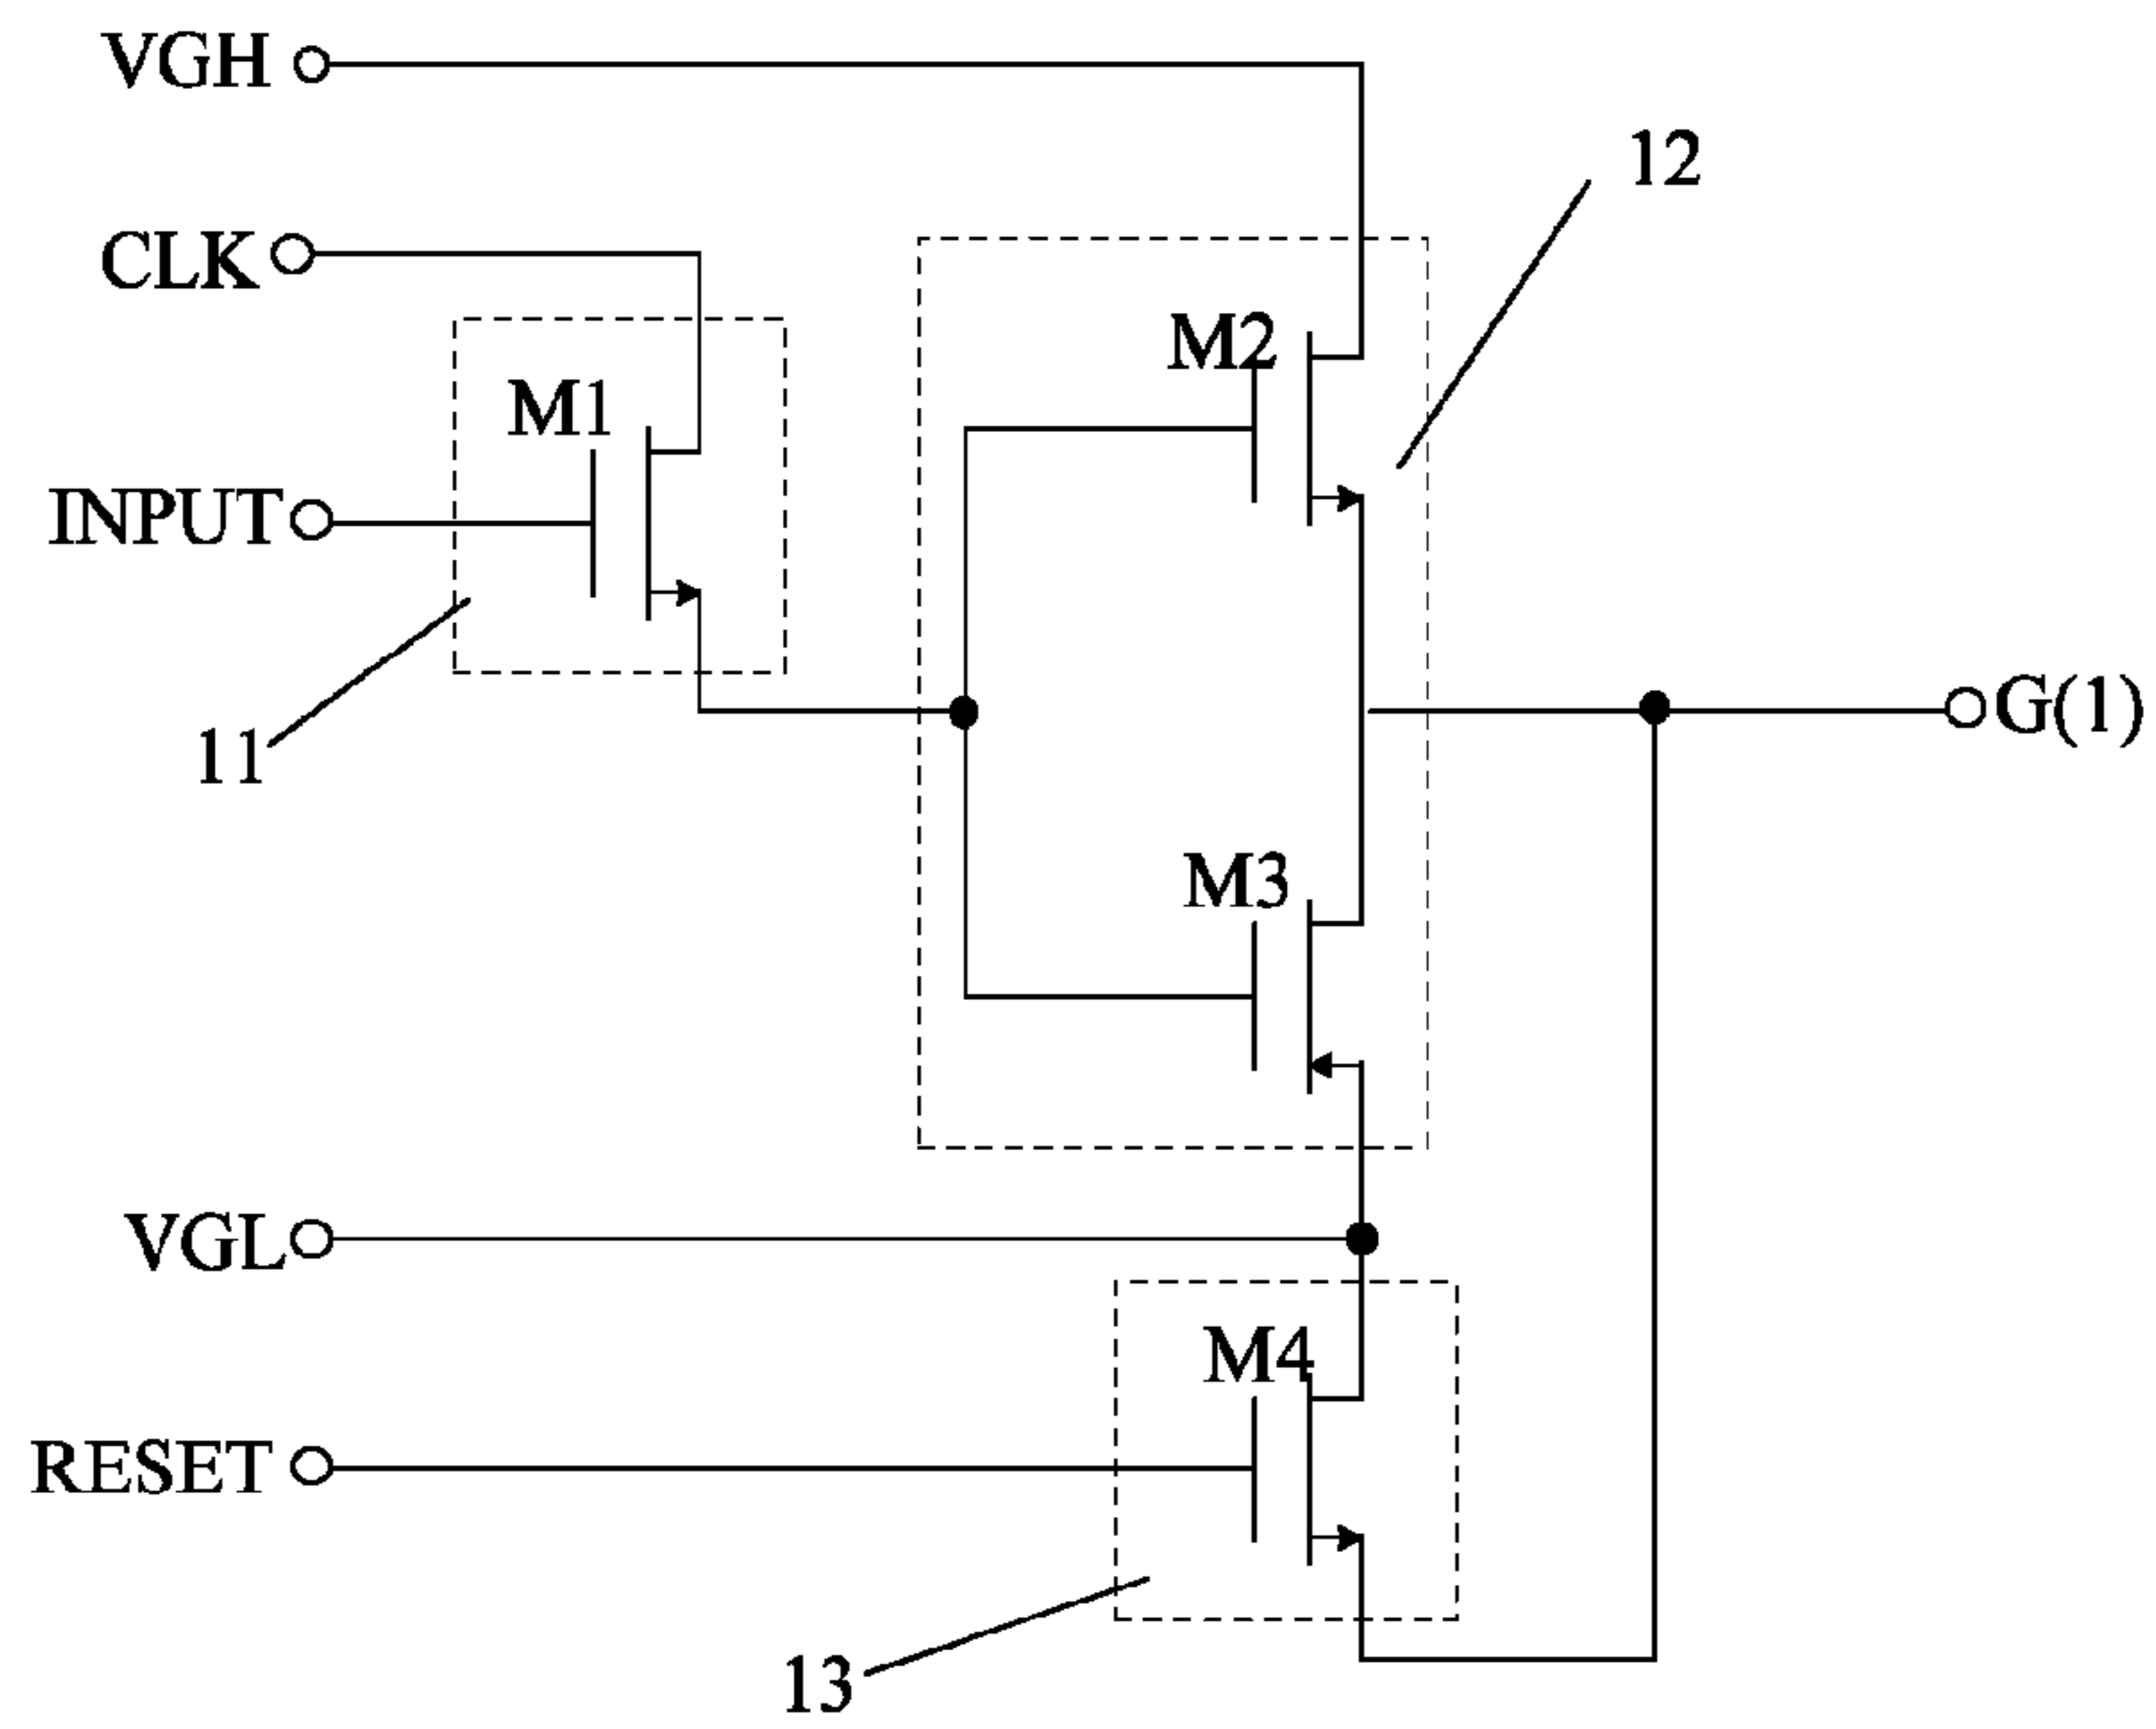 VGH
12
CLK
M2
M1
INPUT
G(1)
11
M3
VGL
M4
RESET
13